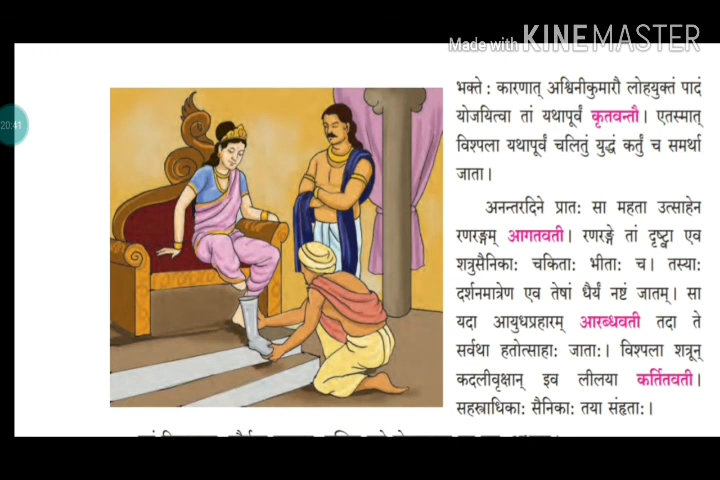 Made with KINEMASTER
20:41
भक्ते : कारणात् अश्विनीकुमारौ लोहयुक्तं पादं
योजयित्वा तां यथापूर्वं कृतवन्तौ। एतस्मात्
विश्पला यथापूर्वं चलितुं युद्धं कर्तुं च समर्था
जाता।
अनन्तरदिने प्रात: सा महता उत्साहेन
रणरङ्गम् आगतवती। रणरङ्गे तां दृष्ट्वा एव
शत्रुसैनिका: चकिता: भीता: च। तस्या:
दर्शनमात्रेण एव तेषां धैर्यं नष्टं जातम्। सा
यदा आयुधप्रहारम् आरब्धवती तदा ते
सर्वथा हतोत्साहा: जाता:। विश्पला शत्रून्
कदलीवृक्षान् इव लीलया कर्तितवती।
सहस्राधिका: सैनिका: तया संहृता:।